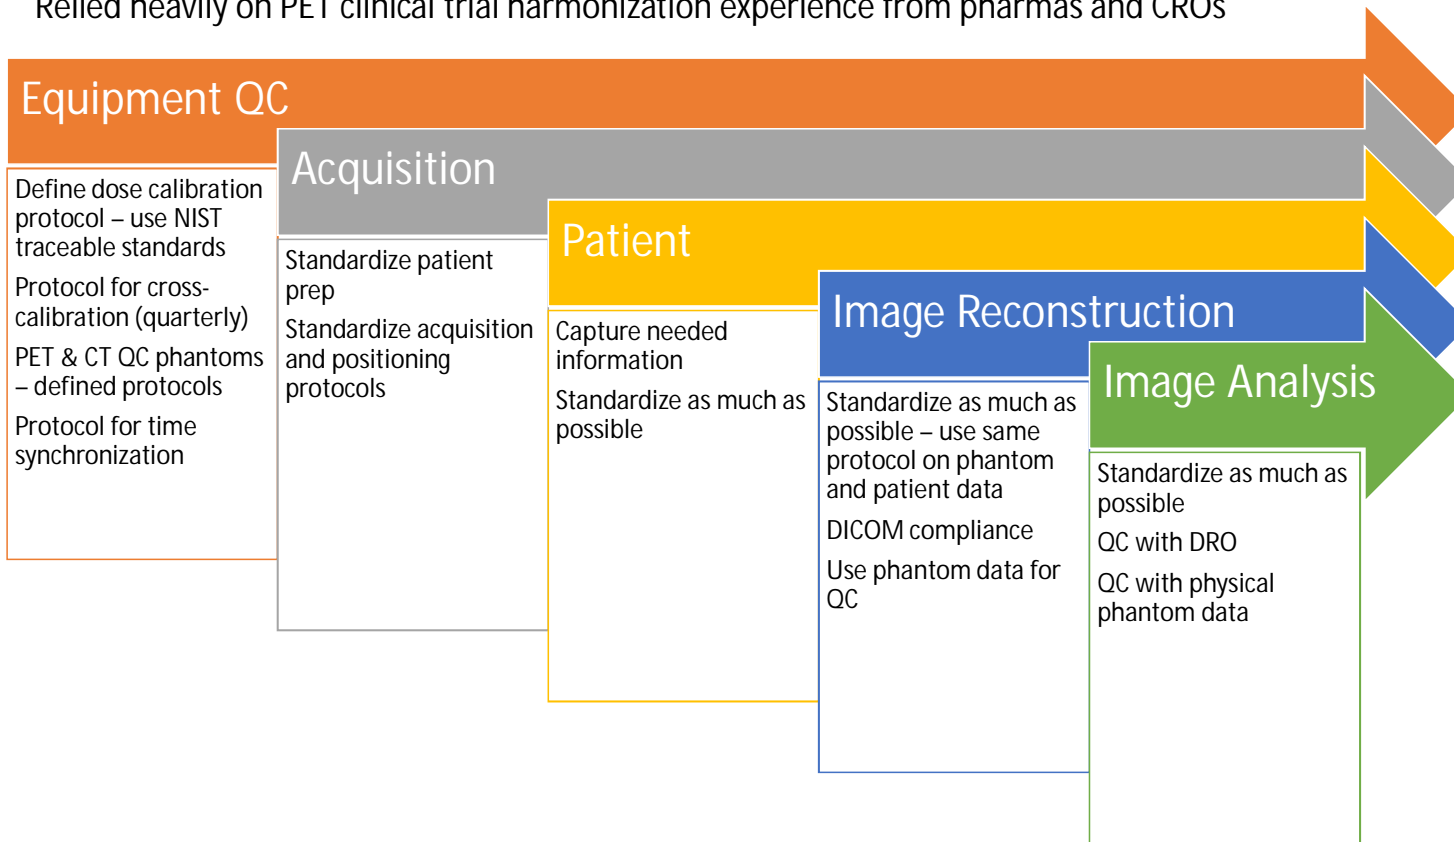 Relied heavily on PET clinical trial harmonization experience from pharmas and CROs
Equipment QC
Define dose calibration
protocol – use NIST
traceable standards
Protocol for cross-
calibration (quarterly)
PET & CT QC phantoms
– defined protocols
Protocol for time
synchronization
Acquisition
Standardize patient
prep
Standardize acquisition
and positioning
protocols
Patient
Capture needed
information
Standardize as much as
possible
Image Reconstruction
Standardize as much as
possible – use same
protocol on phantom
and patient data
DICOM compliance
Use phantom data for
QC
Image Analysis
Standardize as much as
possible
QC with DRO
QC with physical
phantom data